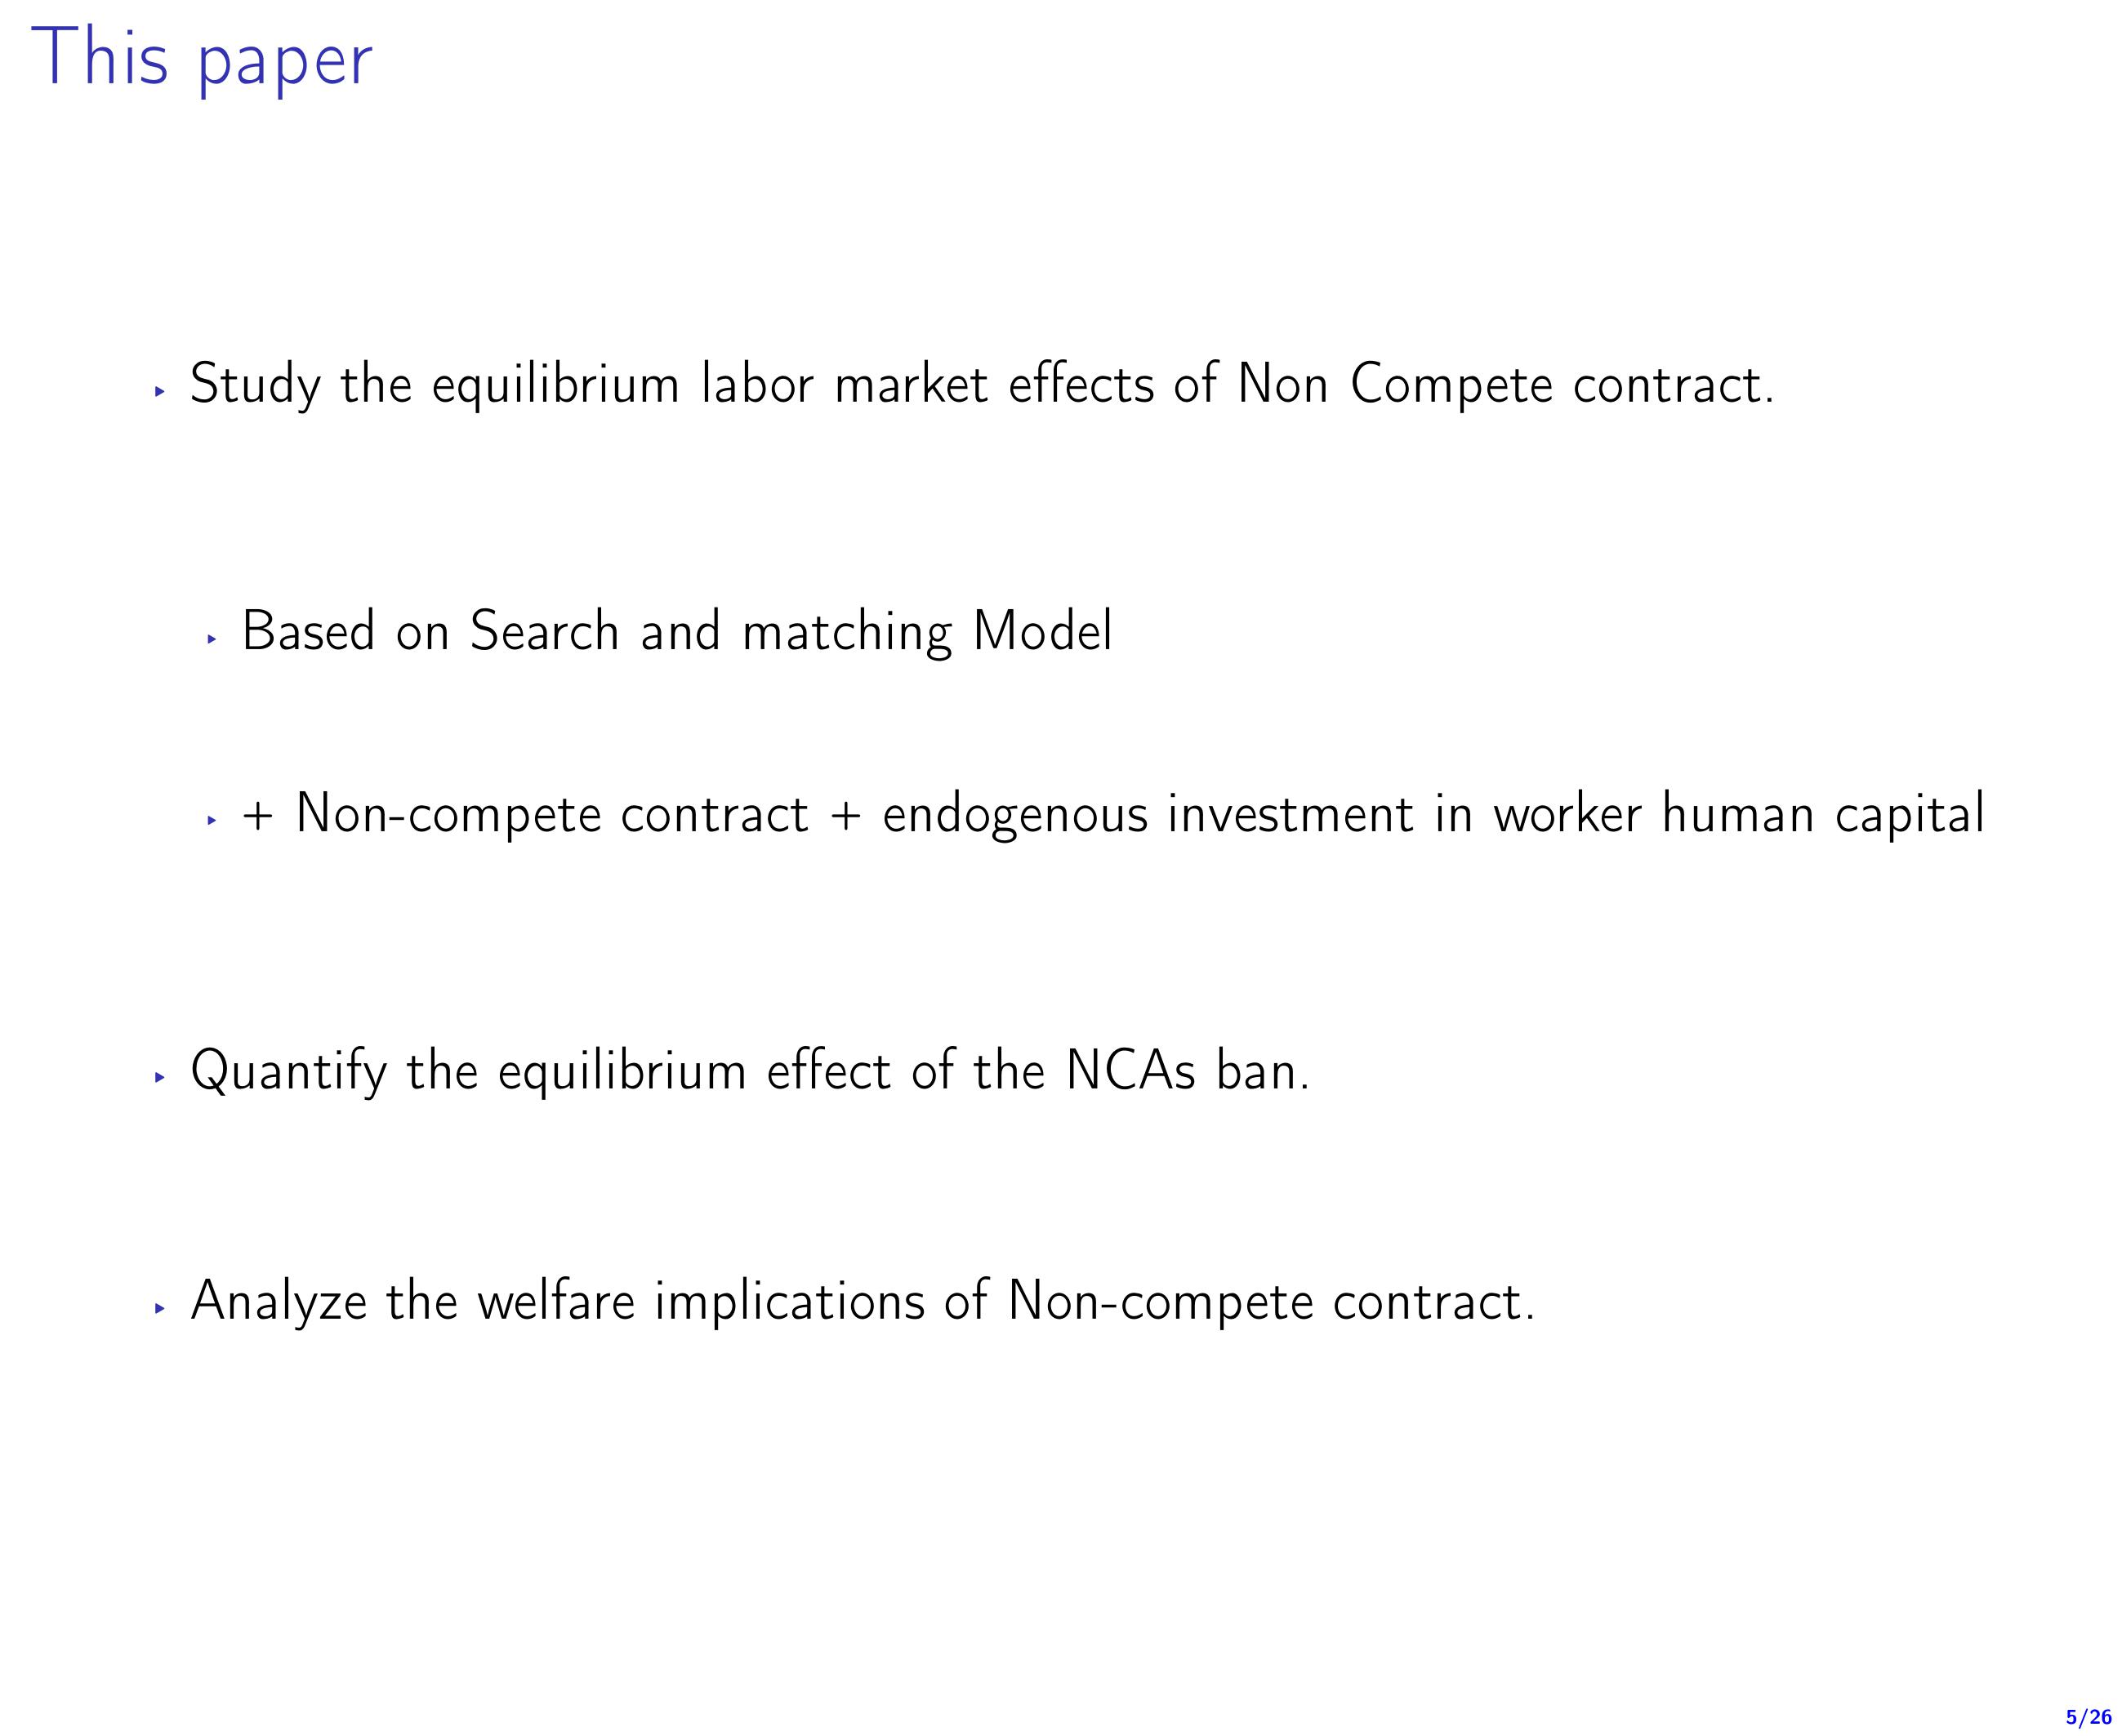 This paper
▸ Study the equilibrium labor market effects of Non Compete contract.
▸ Based on Search and matching Model
▸ + Non-compete contract + endogenous investment in worker human capital
▸ Quantify the equilibrium effect of the NCAs ban.
▸ Analyze the welfare implications of Non-compete contract.
5/26